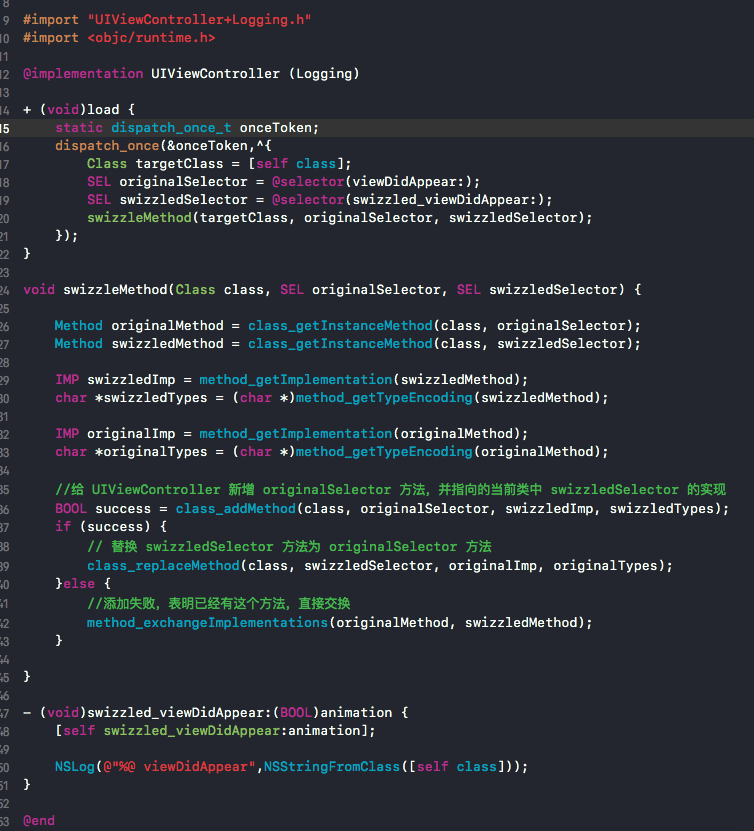 8
9 #import "UIViewController+Logging.h"
10 #import <objc/runtime.h>
11
12 @implementation UIViewController (Logging)
13
14 + (void)load {
15     static dispatch_once_t onceToken;
16     dispatch_once(&onceToken,^{
17         Class targetClass = [self class];
18         SEL originalSelector = @selector(viewDidAppear:);
19         SEL swizzledSelector = @selector(swizzled_viewDidAppear:);
20         swizzleMethod(targetClass, originalSelector, swizzledSelector);
21     });
22 }
23
24 void swizzleMethod(Class class, SEL originalSelector, SEL swizzledSelector) {
25
26     Method originalMethod = class_getInstanceMethod(class, originalSelector);
27     Method swizzledMethod = class_getInstanceMethod(class, swizzledSelector);
28
29     IMP swizzledImp = method_getImplementation(swizzledMethod);
30     char *swizzledTypes = (char *)method_getTypeEncoding(swizzledMethod);
31
32     IMP originalImp = method_getImplementation(originalMethod);
33     char *originalTypes = (char *)method_getTypeEncoding(originalMethod);
34
35     //给 UIViewController 新增 originalSelector 方法，并指向的当前类中 swizzledSelector 的实现
36     BOOL success = class_addMethod(class, originalSelector, swizzledImp, swizzledTypes);
37     if (success) {
38         // 替换 swizzledSelector 方法为 originalSelector 方法
39         class_replaceMethod(class, swizzledSelector, originalImp, originalTypes);
40     }else {
41         //添加失败，表明已经有这个方法，直接交换
42         method_exchangeImplementations(originalMethod, swizzledMethod);
43     }
44
45 }
46
47 - (void)swizzled_viewDidAppear:(BOOL)animation {
48     [self swizzled_viewDidAppear:animation];
49
50     NSLog(@"%@ viewDidAppear",NSStringFromClass([self class]));
51 }
52
53 @end